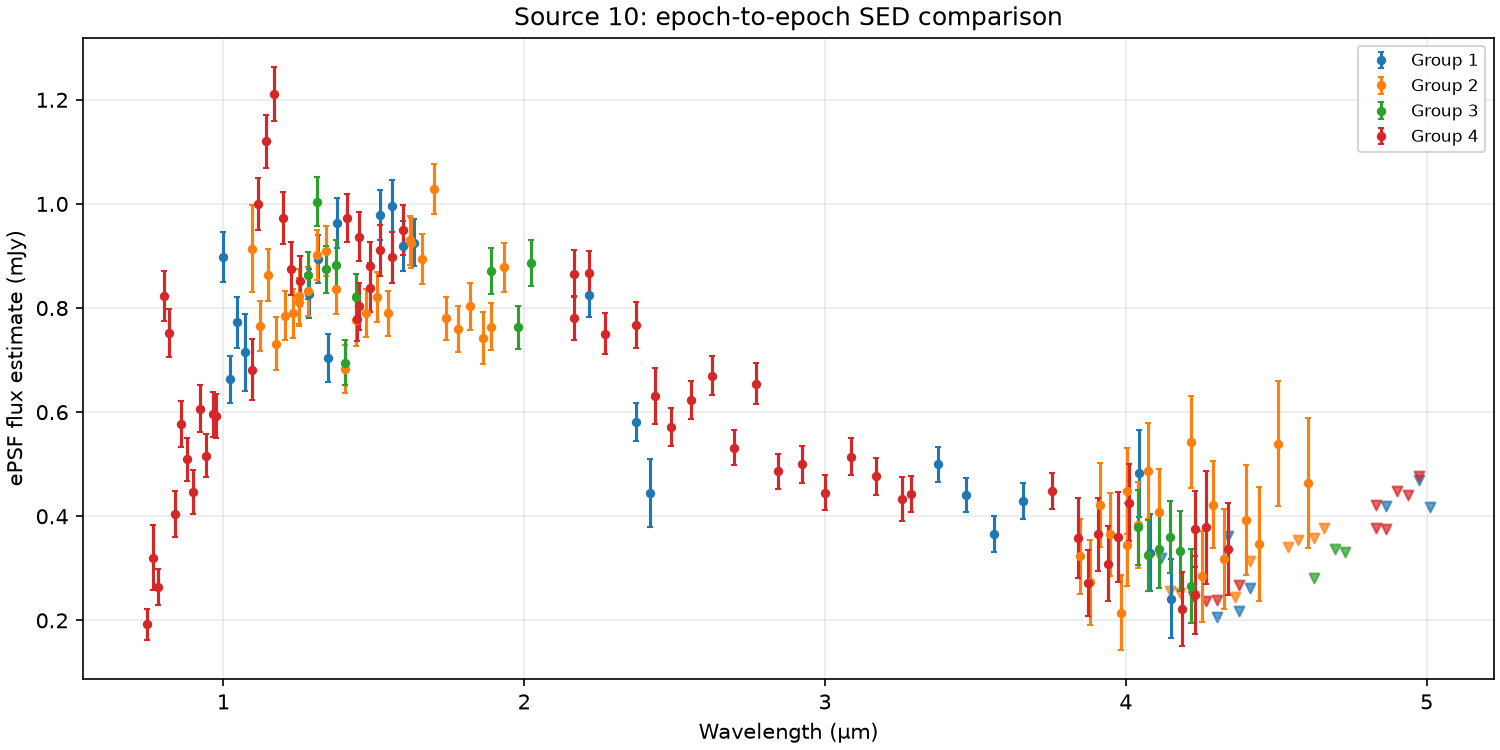 Source 10: epoch-to-epoch SED comparison
ePSF flux estimate (mJy)
1.2
1.0
0.8
0.6
0.4
0.2
Group 1
Group 2
Group 3
Group 4
1 2 3 4 5
Wavelength (μm)